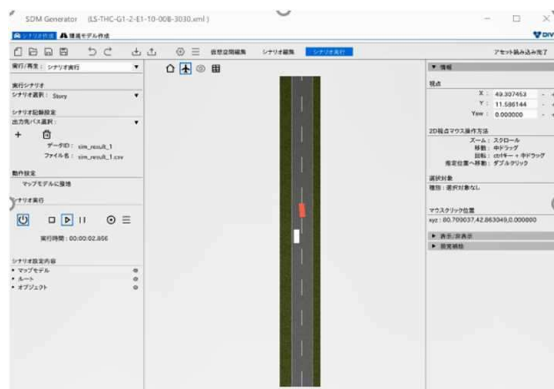 SDM Generator (LS-THC-G1-2-E1-10-00B-3030.xml)
シナリオ作成 環境モデル作成
DIV
仮想空間編集 シナリオ編集 シナリオ実行 アセット読み込み完了
実行/再生: シナリオ実行
実行シナリオ
シナリオ選択: Story
シナリオ記録設定
出力先パス選択:
データID: sim_result_1
ファイル名: sim_result_1.csv
動作設定
マップモデルに接地
シナリオ実行
実行時間: 00:00:02.856
シナリオ設定内容
マップモデル
ルート
オブジェクト
情報
視点
X: 49.307453
Y: 11.586144
Yaw: 0.000000
2D視点マウス操作方法
ズーム: スクロール
移動: 中ドラッグ
回転: ctrlキー + 中ドラッグ
指定位置へ移動: ダブルクリック
選択対象
種別: 選択対象なし
マウスクリック位置
xyz: 80.700037,42.863049,0.000000
表示/非表示